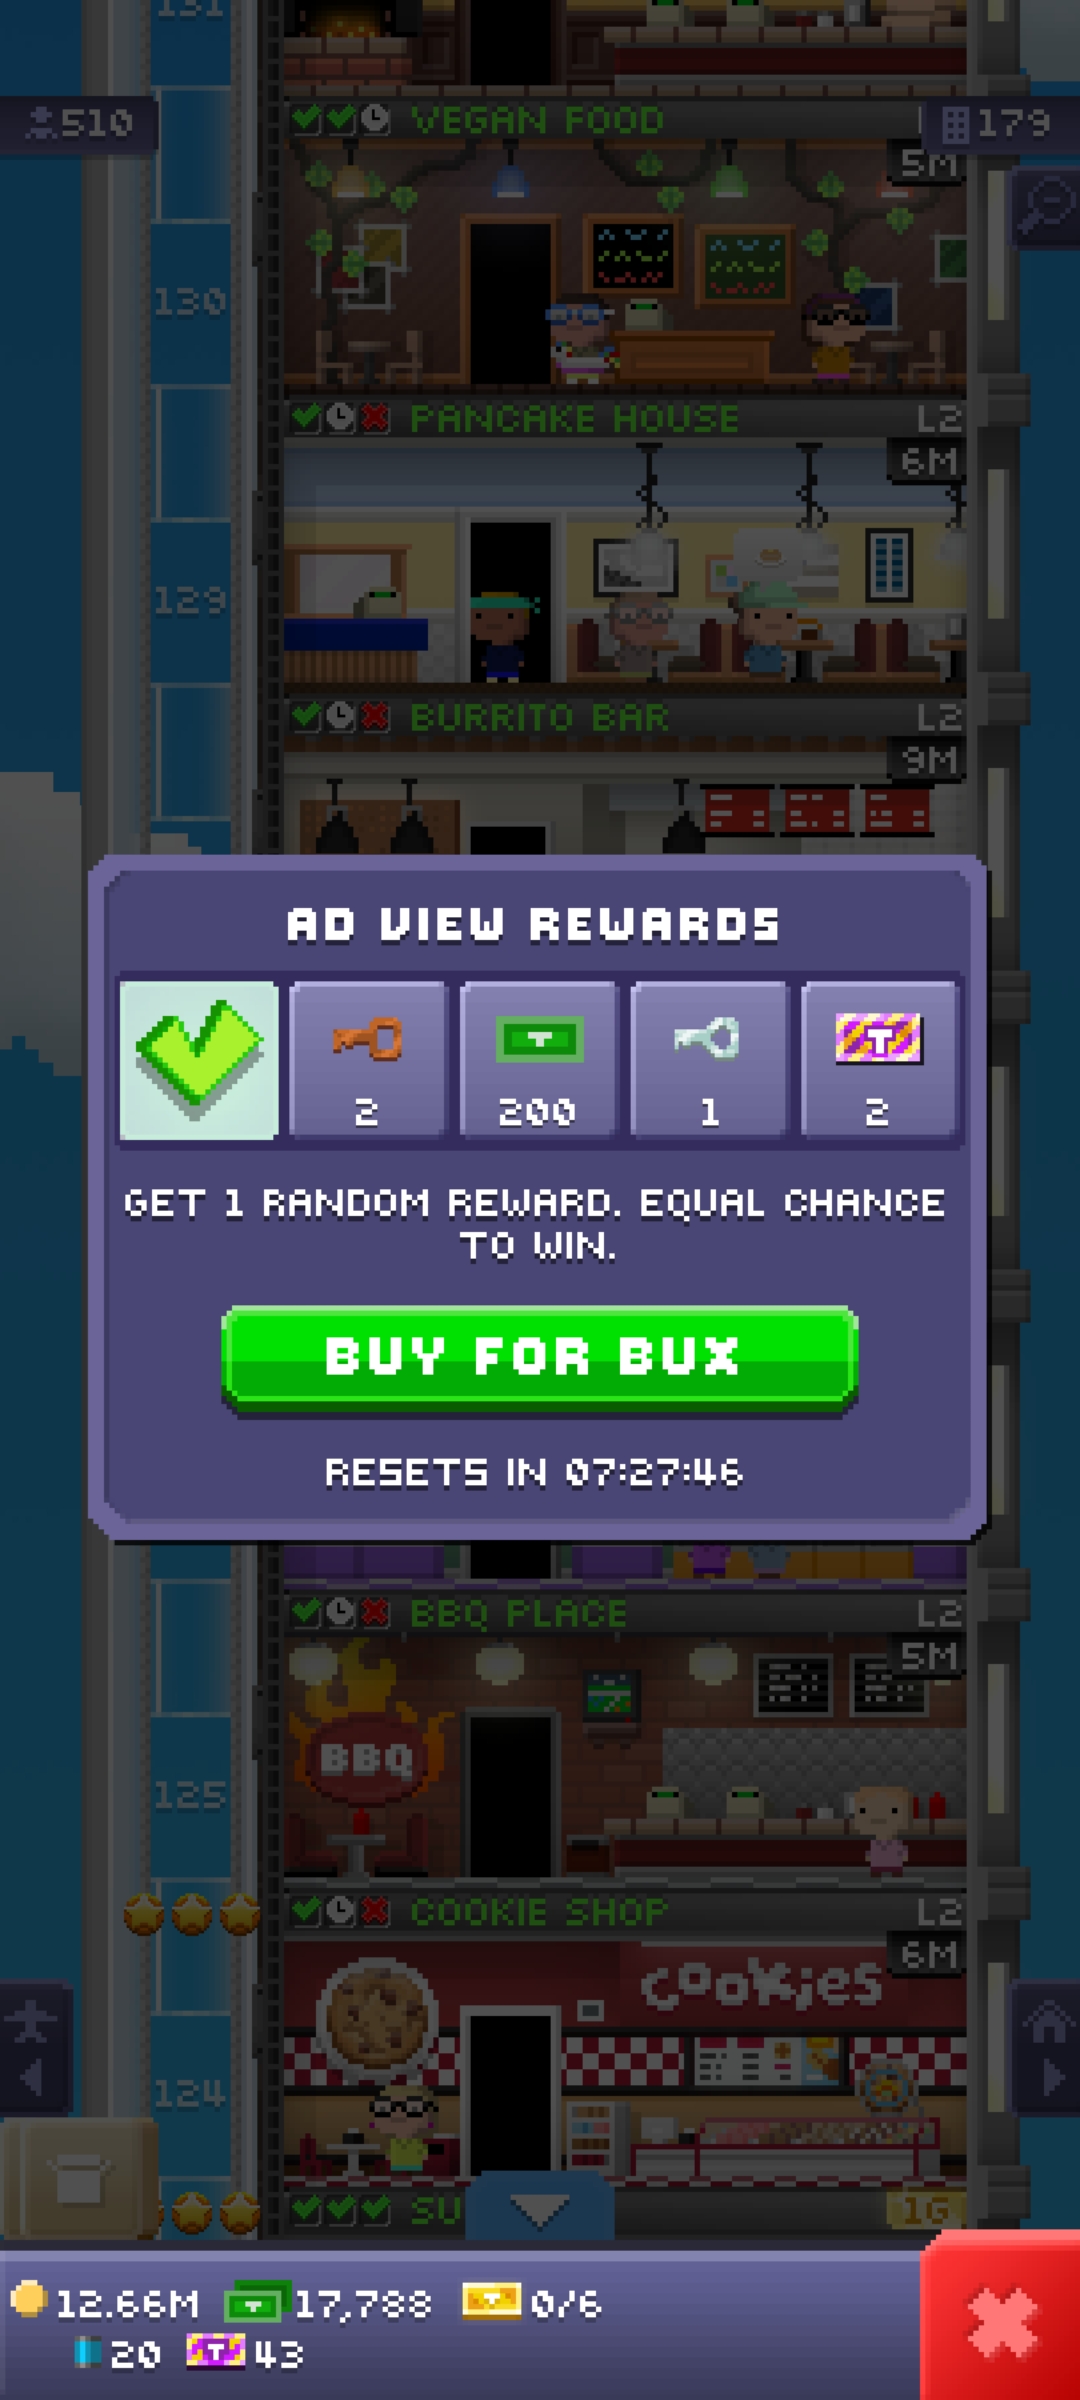 131
510
VEGAN FOOD
179
5M
130
PANCAKE HOUSE L2
6M
129
BURRITO BAR L2
9M
AD VIEW REWARDS
2 200 1 2
GET 1 RANDOM REWARD. EQUAL CHANCE
TO WIN.
BUY FOR BUX
RESETS IN 07:27:46
BBQ PLACE L2
5M
BBQ
125
COOKIE SHOP L2
6M
cookies
124
SU
1G
12.66M 17,788 0/6
20 43